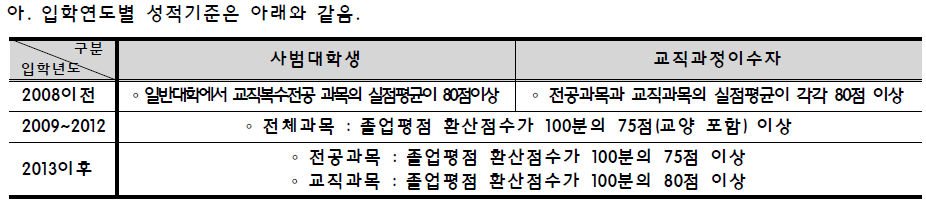 아. 입학연도별 성적기준은 아래와 같음.
구분
입학년도
사범대학생
교직과정이수자
2008이전
◦ 일반대학에서 교직복수전공 과목의 실점평균이 80점이상
◦ 전공과목과 교직과목의 실점평균이 각각 80점 이상
2009~2012
◦ 전체과목 : 졸업평점 환산점수가 100분의 75점(교양 포함) 이상
2013이후
◦ 전공과목 : 졸업평점 환산점수가 100분의 75점 이상
◦ 교직과목 : 졸업평점 환산점수가 100분의 80점 이상